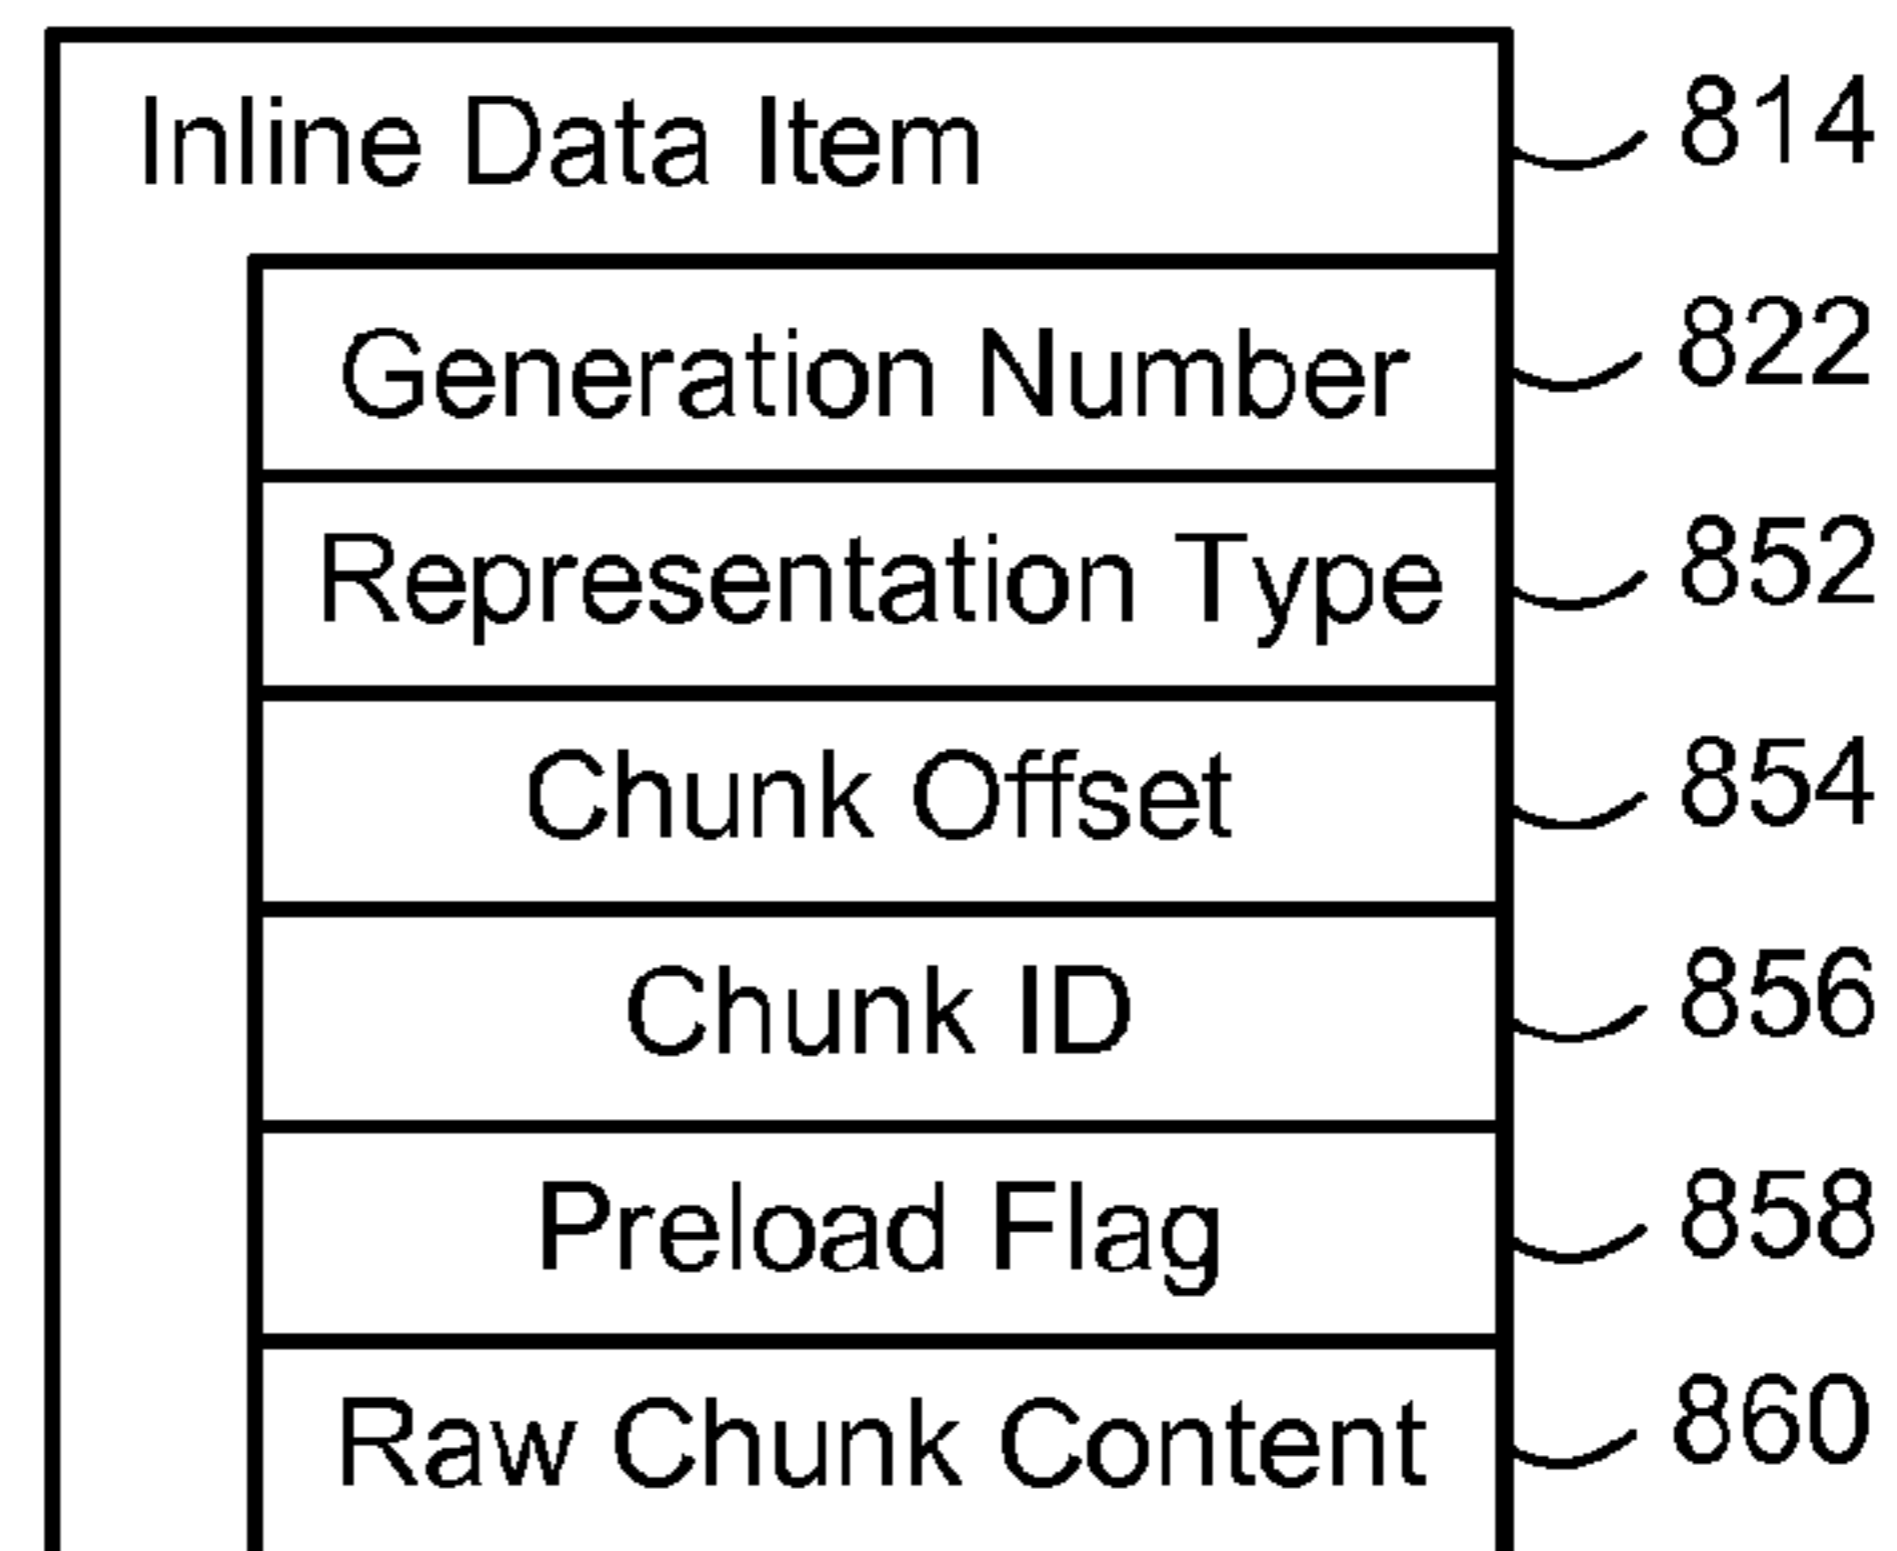 Inline Data Item 814
Generation Number 822
Representation Type 852
Chunk Offset 854
Chunk ID 856
Preload Flag 858
Raw Chunk Content 860